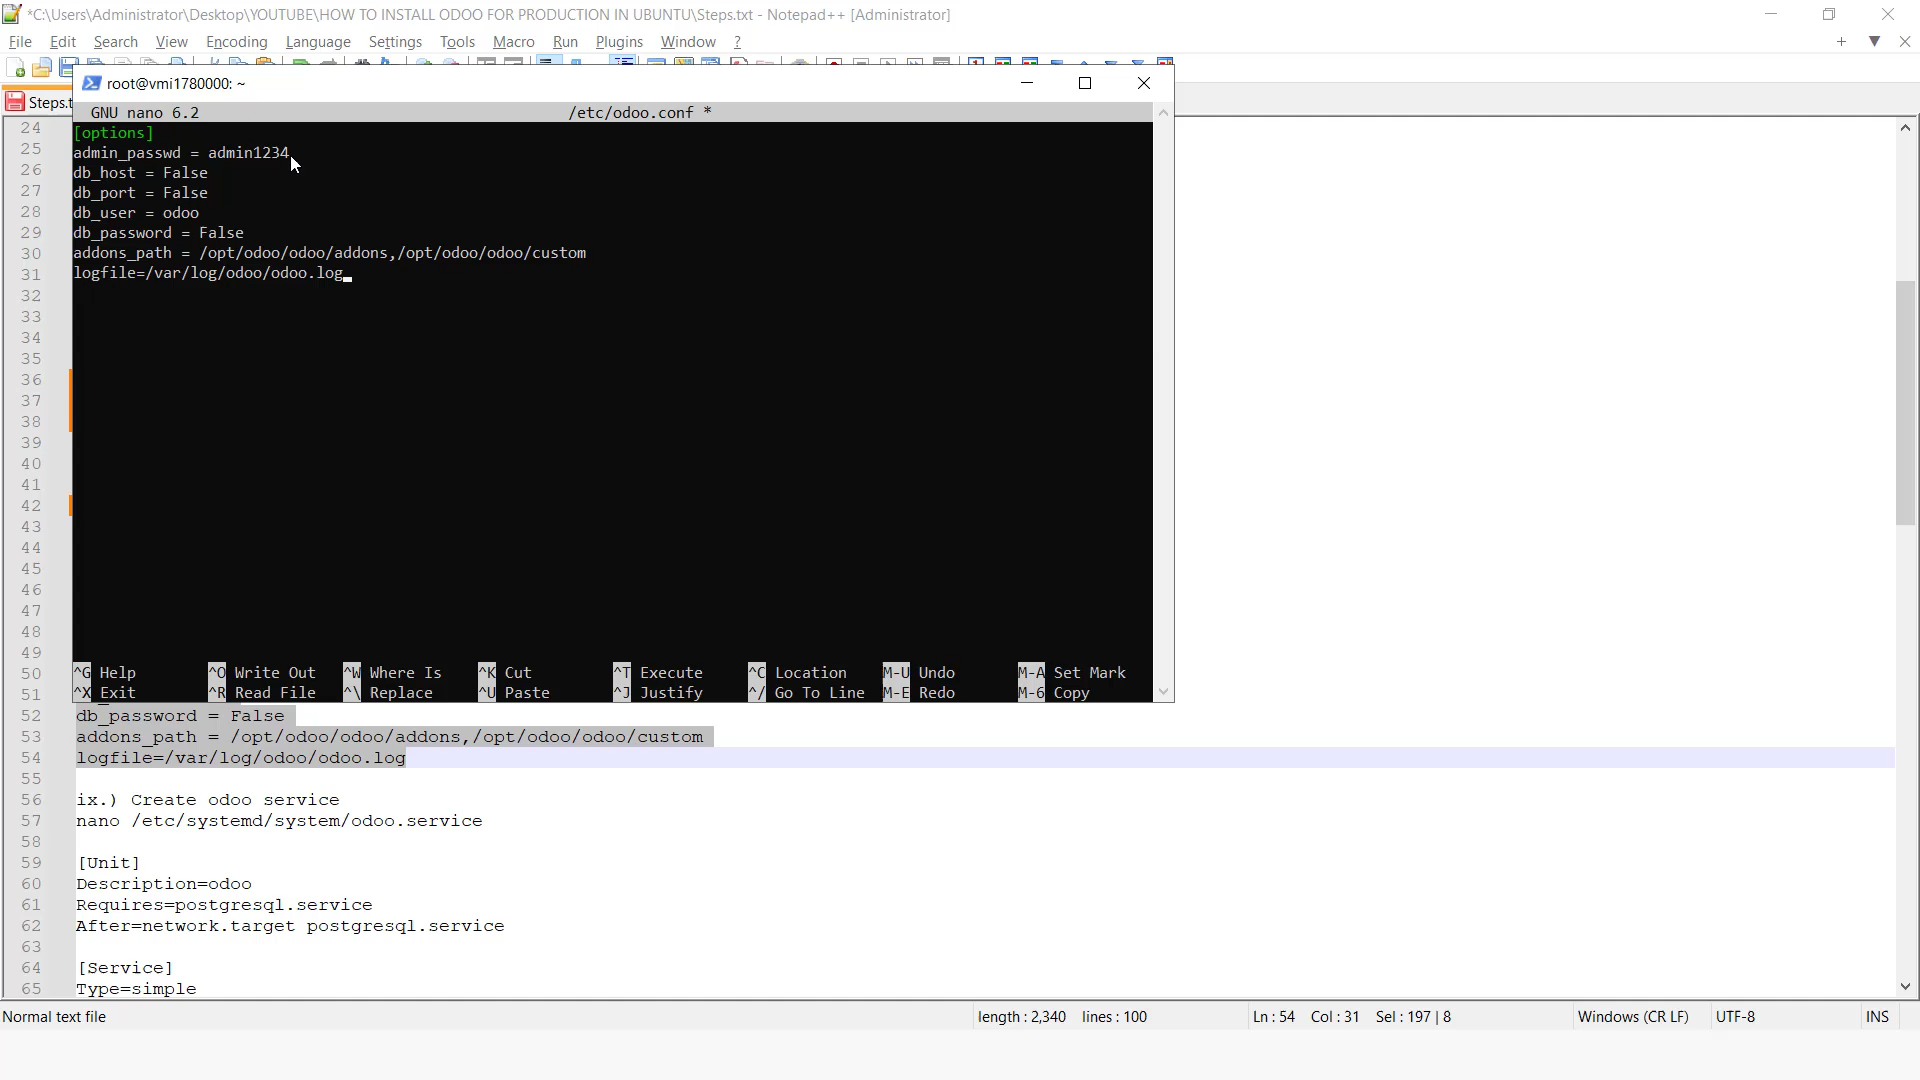 *C:\Users\Administrator\Desktop\YOUTUBE\HOW TO INSTALL ODOO FOR PRODUCTION IN UBUNTU\Steps.txt - Notepad++ [Administrator]
File Edit Search View Encoding Language Settings Tools Macro Run Plugins Window ?
root@vmi1780000: ~
Steps.t
GNU nano 6.2 /etc/odoo.conf *
[options]
admin_passwd = admin1234
db_host = False
db_port = False
db_user = odoo
db_password = False
addons_path = /opt/odoo/odoo/addons,/opt/odoo/odoo/custom
logfile=/var/log/odoo/odoo.log
^G Help ^O Write Out ^W Where Is ^K Cut ^T Execute ^C Location M-U Undo M-A Set Mark
^X Exit ^R Read File ^\ Replace ^U Paste ^J Justify ^/ Go To Line M-E Redo M-6 Copy
24
25
26
27
28
29
30
31
32
33
34
35
36
37
38
39
40
41
42
43
44
45
46
47
48
49
50
51
52 db_password = False
53 addons_path = /opt/odoo/odoo/addons,/opt/odoo/odoo/custom
54 logfile=/var/log/odoo/odoo.log
55
56 ix.) Create odoo service
57 nano /etc/systemd/system/odoo.service
58
59 [Unit]
60 Description=odoo
61 Requires=postgresql.service
62 After=network.target postgresql.service
63
64 [Service]
65 Type=simple
Normal text file length : 2,340 lines : 100 Ln : 54 Col : 31 Sel : 197 | 8 Windows (CR LF) UTF-8 INS